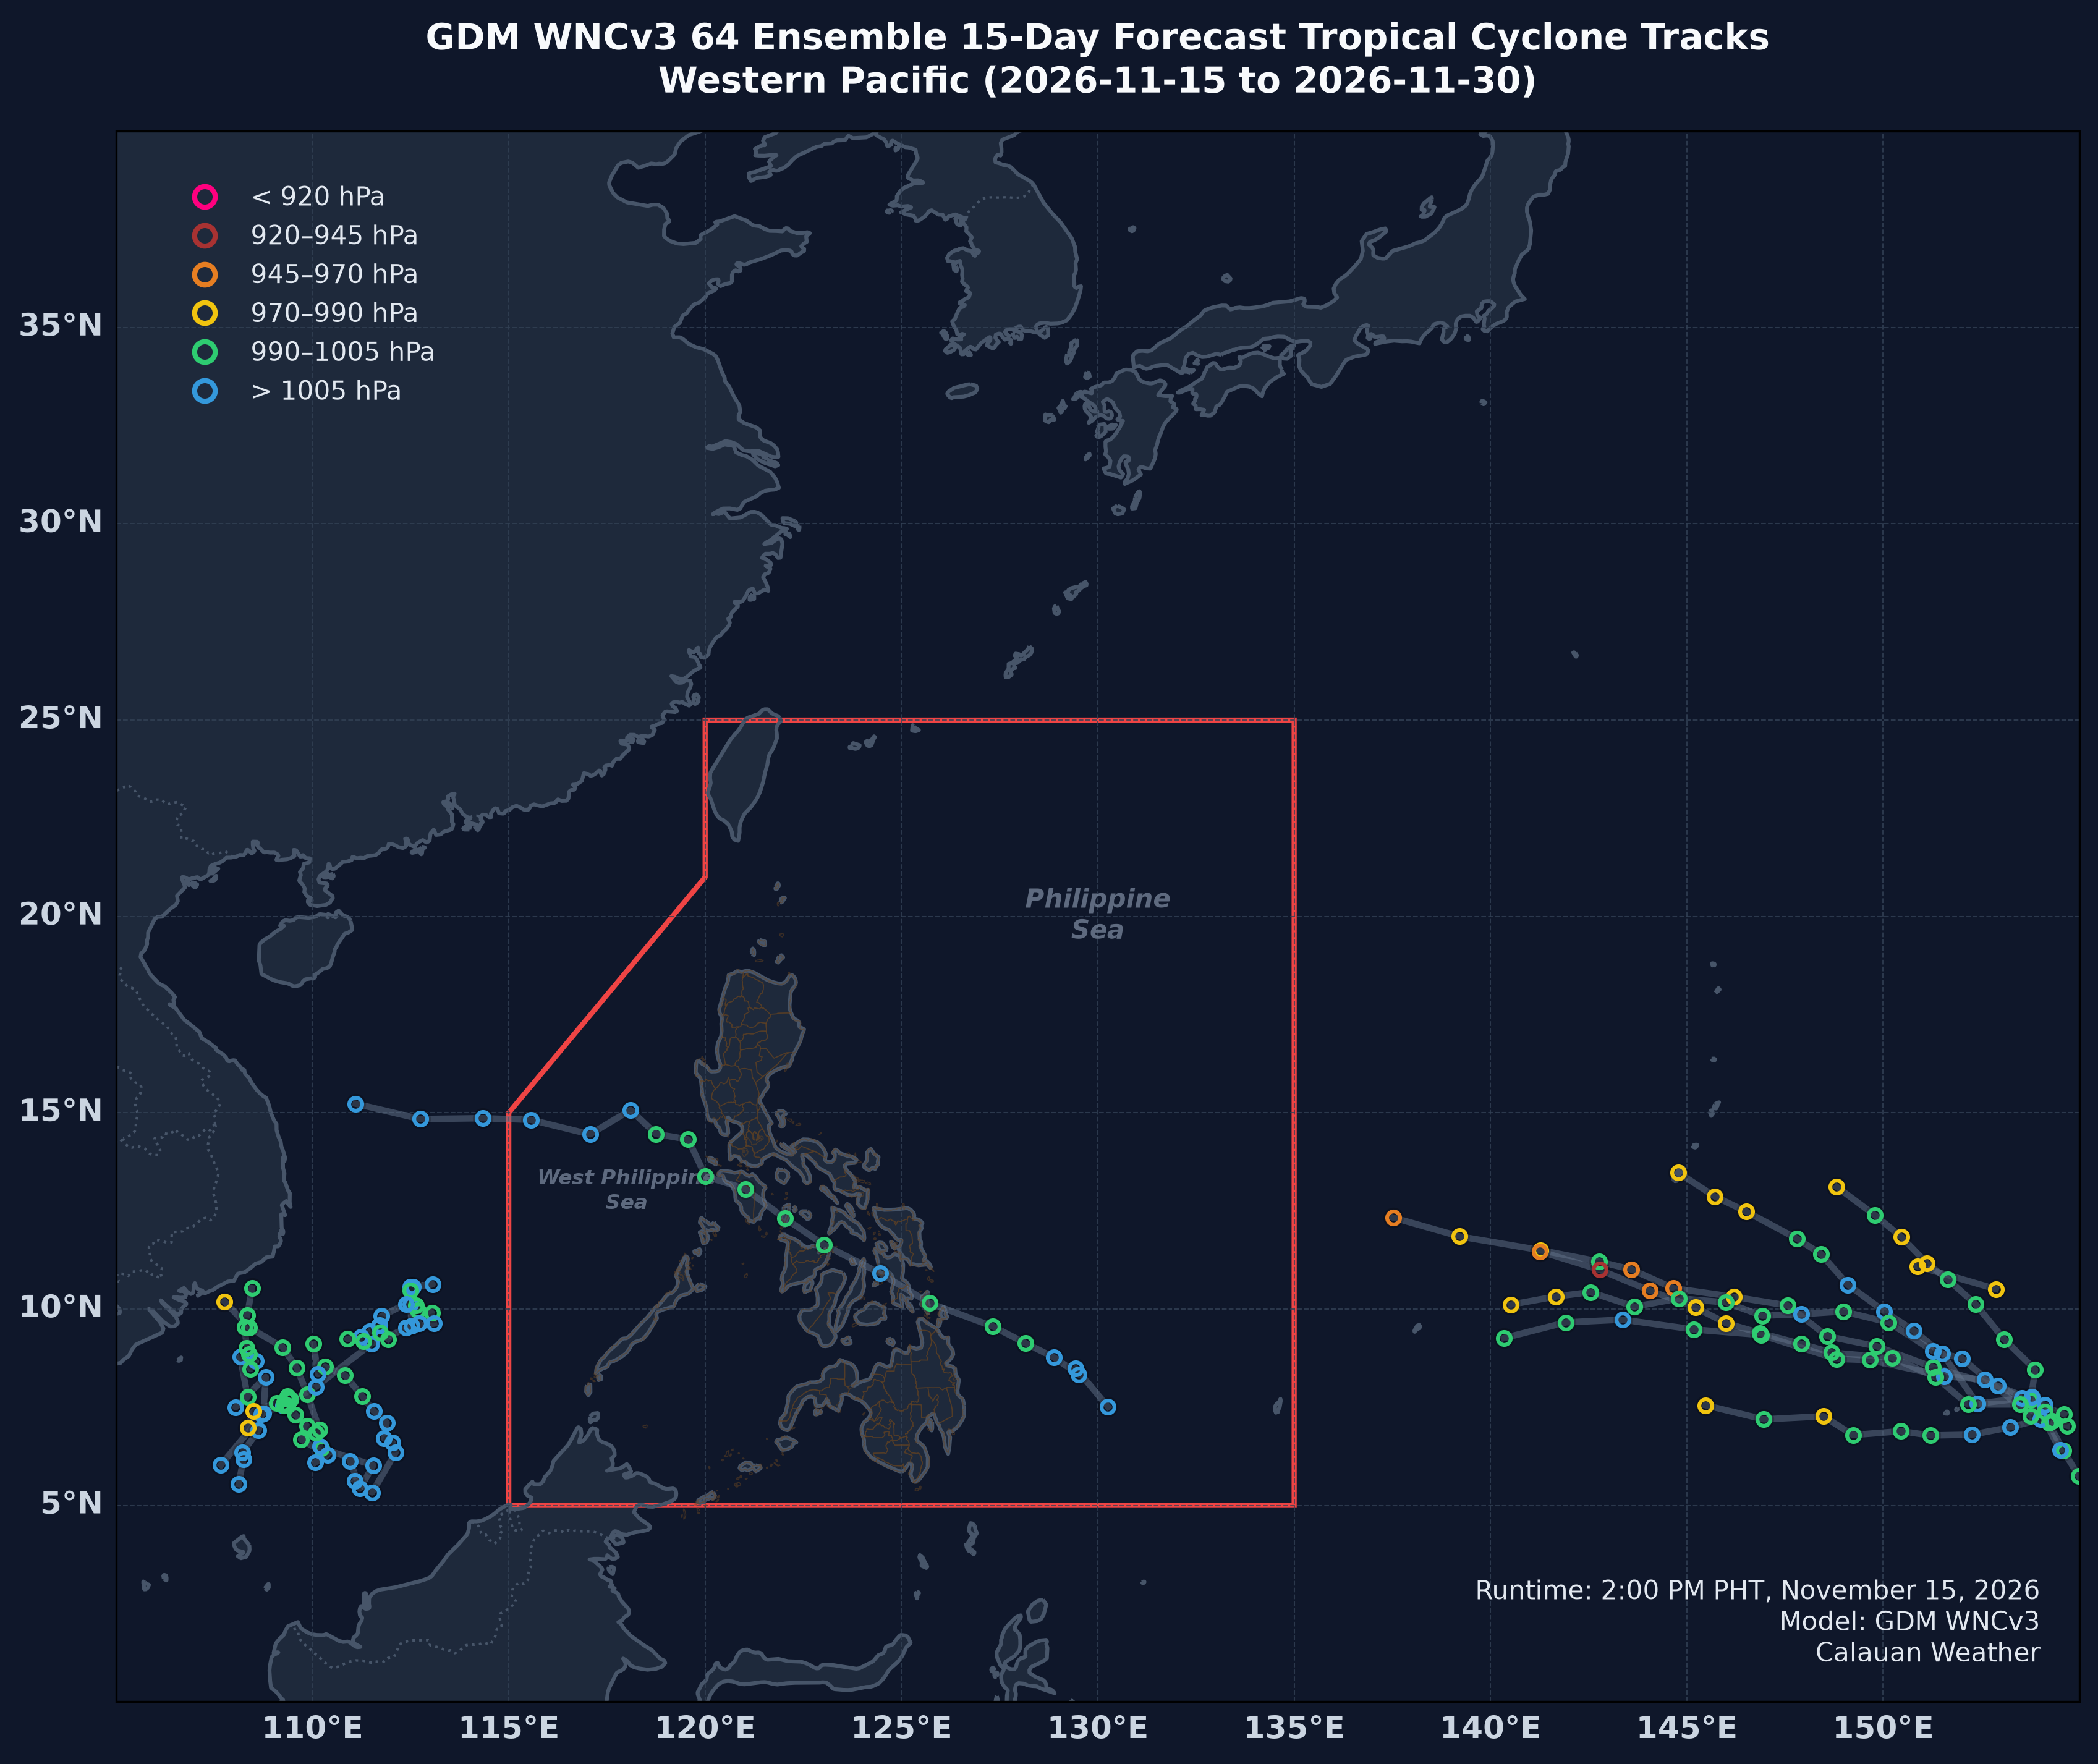 GDM WNCv3 64 Ensemble 15-Day Forecast Tropical Cyclone Tracks
Western Pacific (2026-11-15 to 2026-11-30)
< 920 hPa
920–945 hPa
945–970 hPa
970–990 hPa
990–1005 hPa
> 1005 hPa
35°N
30°N
25°N
20°N
15°N
10°N
5°N
Philippine
Sea
West Philippin
Sea
Runtime: 2:00 PM PHT, November 15, 2026
Model: GDM WNCv3
Calauan Weather
110°E
115°E
120°E
125°E
130°E
135°E
140°E
145°E
150°E